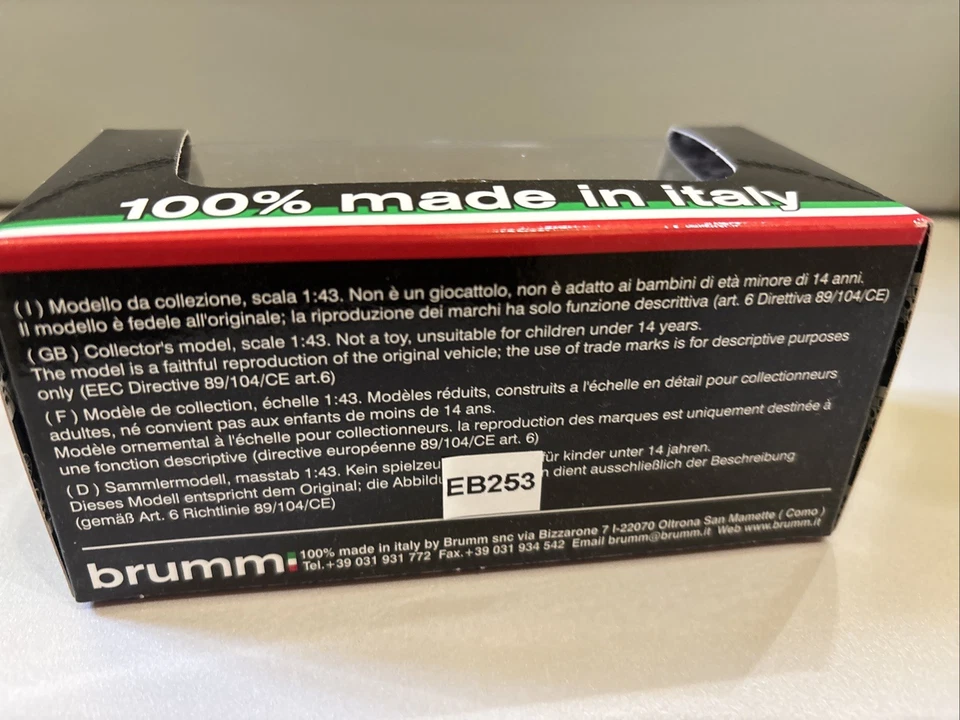 100% made in italy
( I ) Modello da collezione, scala 1:43. Non è un giocattolo, non è adatto ai bambini di età minore di 14 anni.
Il modello è fedele all'originale; la riproduzione dei marchi ha solo funzione descrittiva (art. 6 Direttiva 89/104/CE)
( GB ) Collector's model, scale 1:43. Not a toy, unsuitable for children under 14 years.
The model is a faithful reproduction of the original vehicle; the use of trade marks is for descriptive purposes
only (EEC Directive 89/104/CE art.6)
( F ) Modèle de collection, échelle 1:43. Modèles réduits, construits a l'échelle en détail pour collectionneurs
adultes, né convient pas aux enfants de moins de 14 ans.
Modèle ornemental à l'échelle pour collectionneurs. la reproduction des marques est uniquement destinée à
une fonction descriptive (directive européenne 89/104/CE art. 6)
( D ) Sammlermodell, masstab 1:43. Kein spielzeu für kinder unter 14 jahren.
Dieses Modell entspricht dem Original; die Abbildu n dient ausschließlich der Beschreibung
(gemäß Art. 6 Richtlinie 89/104/CE)
EB253
brumm
100% made in italy by Brumm snc via Bizzarone 7 I-22070 Oltrona San Mamette ( Como )
Tel.+39 031 931 772 Fax.+39 031 934 542 Email brumm@brumm.it Web www.brumm.it